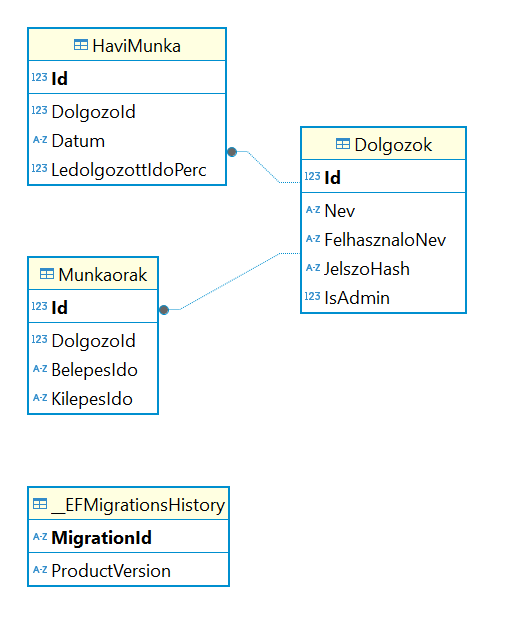 HaviMunka
123 Id
123 DolgozoId
A-Z Datum
123 LedolgozottIdoPerc
Dolgozok
123 Id
A-Z Nev
A-Z FelhasznaloNev
A-Z JelszoHash
123 IsAdmin
Munkaorak
123 Id
123 DolgozoId
A-Z BelepesIdo
A-Z KilepesIdo
__EFMigrationsHistory
A-Z MigrationId
A-Z ProductVersion